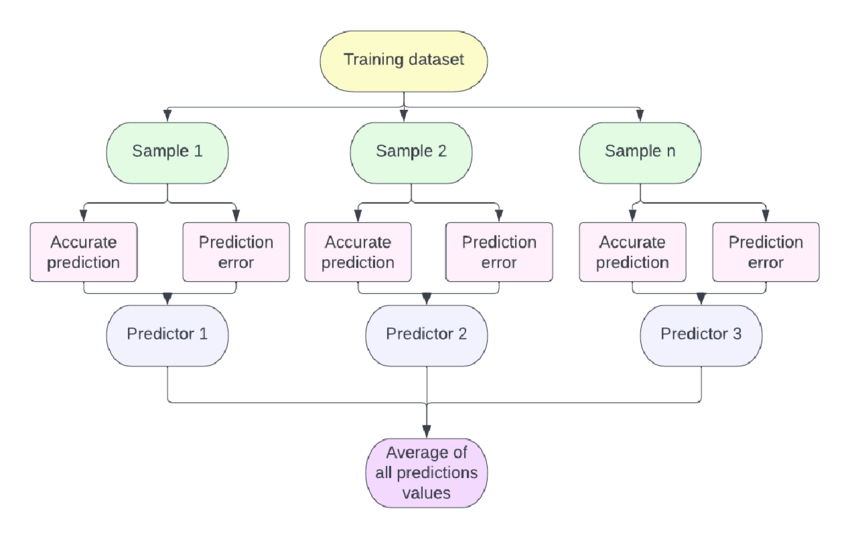 Training dataset
Sample 1
Sample 2
Sample n
Accurate
prediction
Prediction
error
Accurate
prediction
Prediction
error
Accurate
prediction
Prediction
error
Predictor 1
Predictor 2
Predictor 3
Average of
all predictions
values